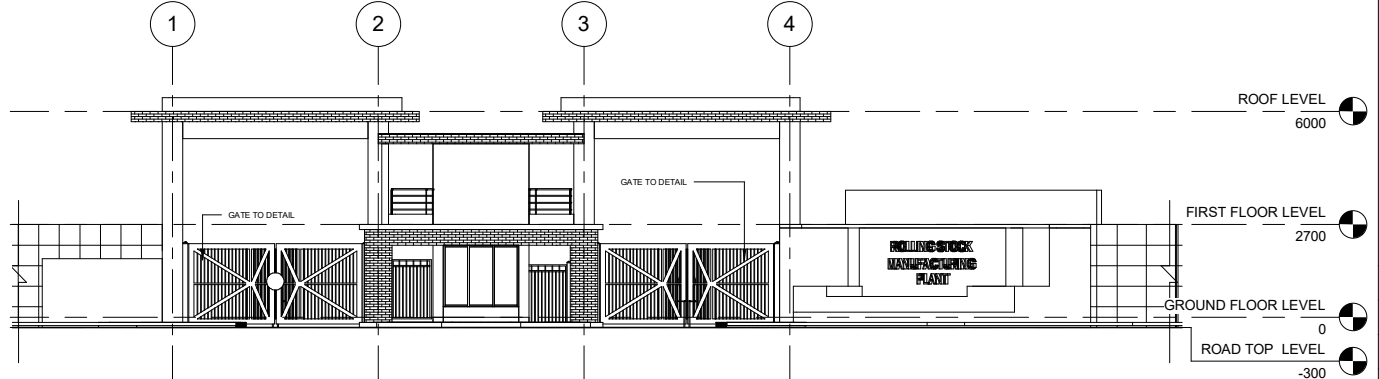 1 2 3 4
ROOF LEVEL
6000
GATE TO DETAIL
GATE TO DETAIL
FIRST FLOOR LEVEL
2700
ROLLING STOCK
MANUFACTURING
PLANT
GROUND FLOOR LEVEL
0
ROAD TOP LEVEL
-300